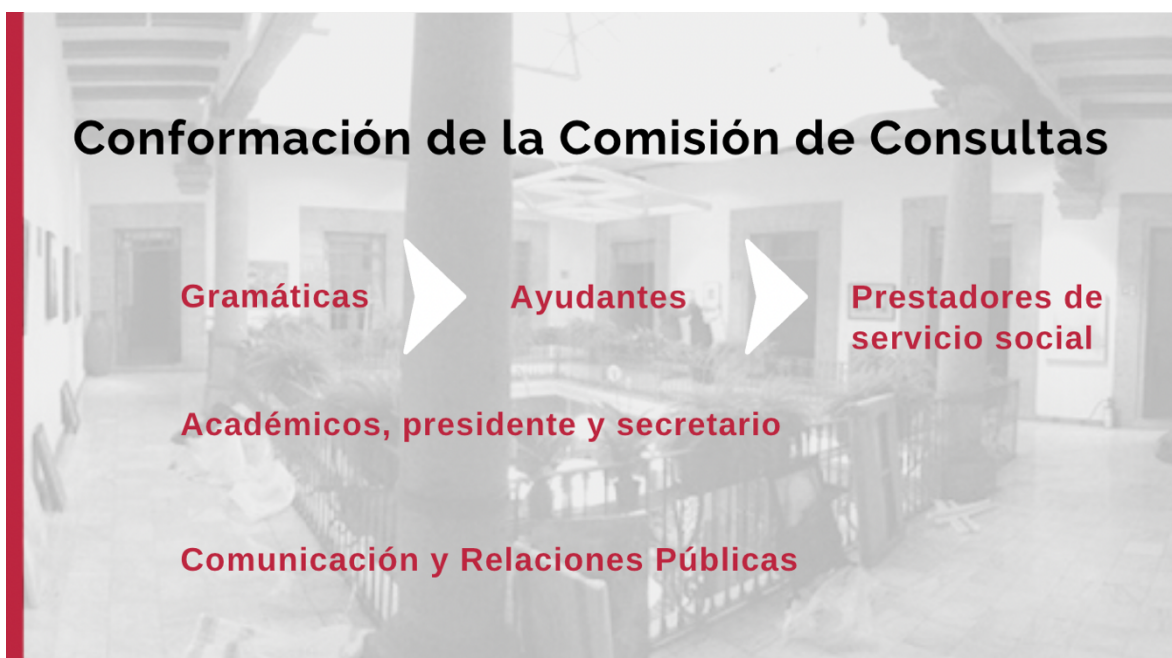 Conformación de la Comisión de Consultas
Gramáticas
Ayudantes
Prestadores de
servicio social
Académicos, presidente y secretario
Comunicación y Relaciones Públicas